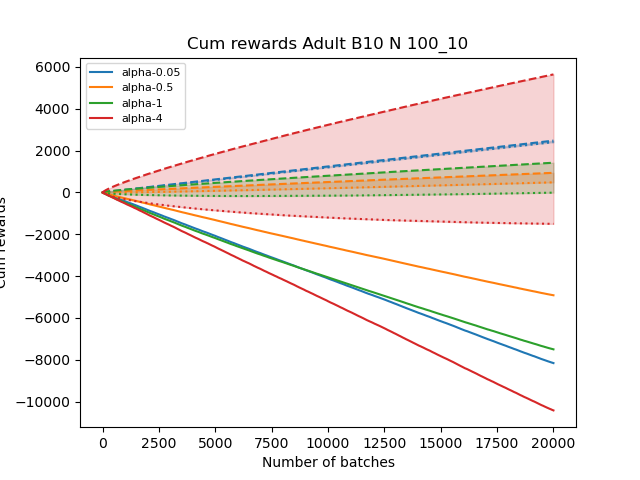 Cum rewards Adult B10 N 100_10
alpha-0.05
alpha-0.5
alpha-1
alpha-4
6000
4000
2000
0
−2000
−4000
−6000
−8000
−10000
Cum rewards
0 2500 5000 7500 10000 12500 15000 17500 20000
Number of batches